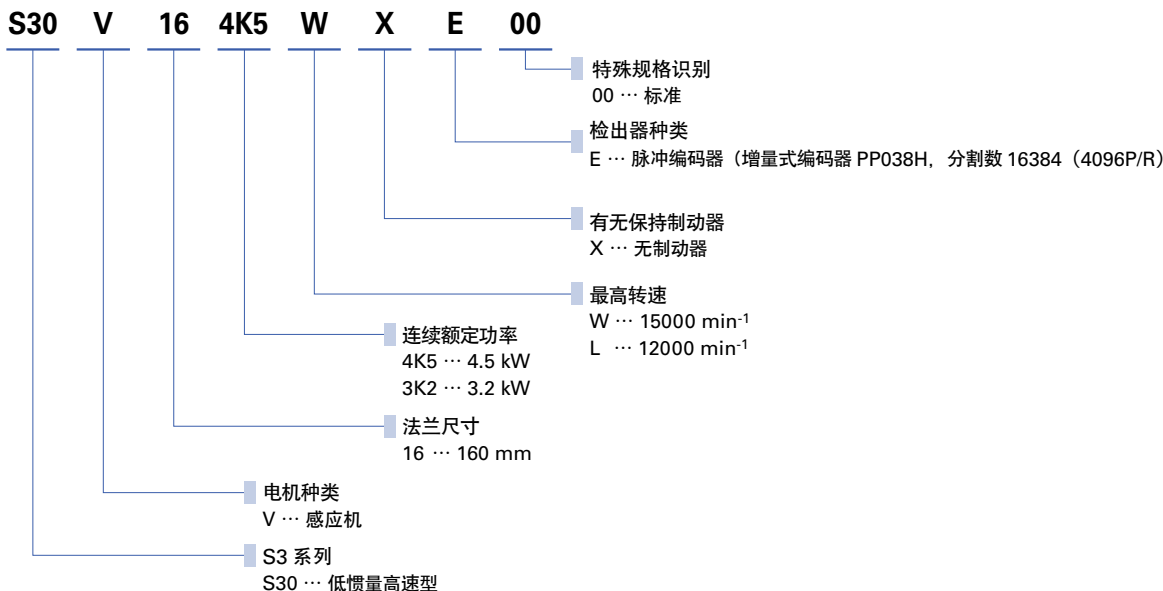 S30 V 16 4K5 W X E 00
特殊规格识别
00 … 标准
检出器种类
E … 脉冲编码器（增量式编码器 PP038H，分割数 16384（4096P/R）
有无保持制动器
X … 无制动器
最高转速
W … 15000 min⁻¹
L … 12000 min⁻¹
连续额定功率
4K5 … 4.5 kW
3K2 … 3.2 kW
法兰尺寸
16 … 160 mm
电机种类
V … 感应机
S3 系列
S30 … 低惯量高速型